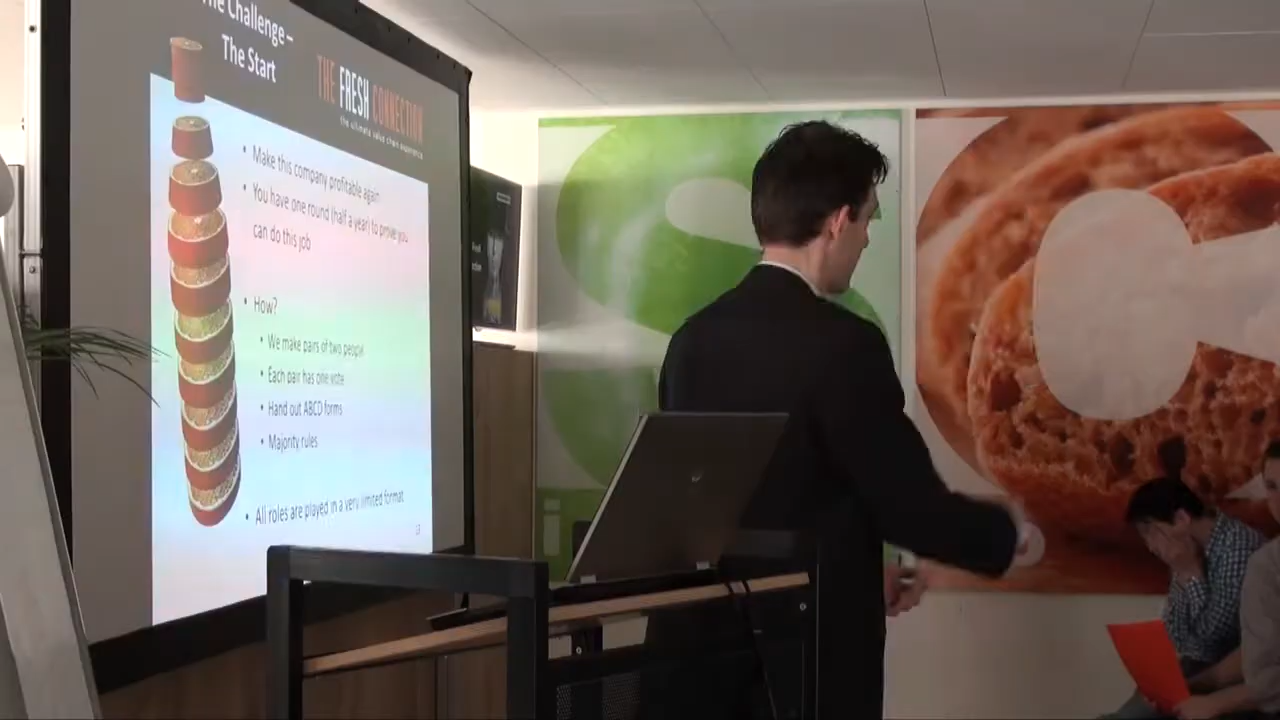 The Challenge –
The Start
THE FRESH CONNECTION
the ultimate value chain experience
• Make this company profitable again
• You have one round (half a year) to prove you
can do this job
• How?
• We make pairs of two people
• Each pair has one vote
• Hand out ABCD forms
• Majority rules
• All roles are played in a very limited format
S
C
hp